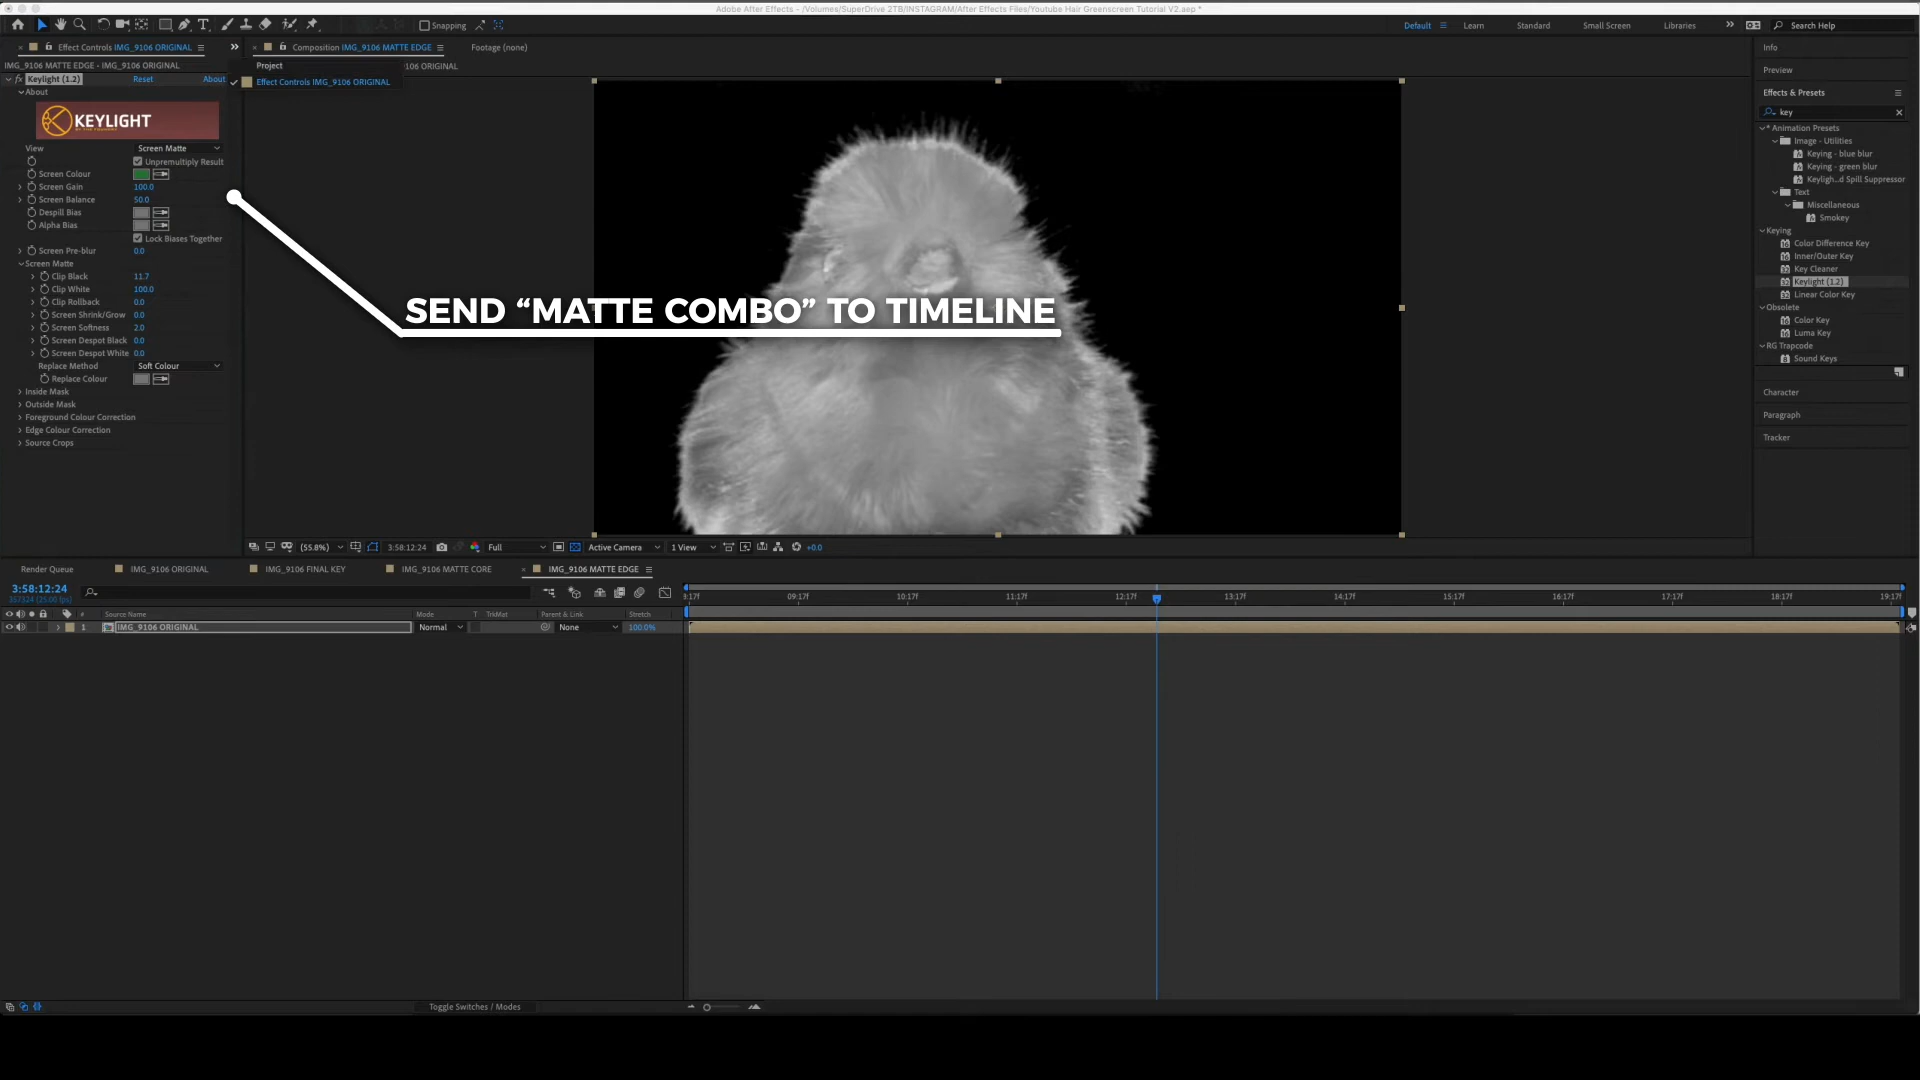 Adobe After Effects - /Volumes/SuperDrive 2TB/INSTAGRAM/After Effects Files/Youtube Hair Greenscreen Tutorial V2.aep *
Snapping
Default
Learn
Standard
Small Screen
Libraries
Search Help
Effect Controls IMG_9106 ORIGINAL
Composition IMG_9106 MATTE EDGE
Footage (none)
IMG_9106 MATTE EDGE • IMG_9106 ORIGINAL
Project
Effect Controls IMG_9106 ORIGINAL
fx Keylight (1.2) Reset About
About
KEYLIGHT
BY THE FOUNDRY
View Screen Matte
Unpremultiply Result
Screen Colour
Screen Gain 100.0
Screen Balance 50.0
Despill Bias
Alpha Bias
Lock Biases Together
Screen Pre-blur 0.0
Screen Matte
Clip Black 11.7
Clip White 100.0
Clip Rollback 0.0
Screen Shrink/Grow 0.0
Screen Softness 2.0
Screen Despot Black 0.0
Screen Despot White 0.0
Replace Method Soft Colour
Replace Colour
Inside Mask
Outside Mask
Foreground Colour Correction
Edge Colour Correction
Source Crops
SEND “MATTE COMBO” TO TIMELINE
(55.8%) 3:58:12:24 Full Active Camera 1 View +0.0
Info
Preview
Effects & Presets
key
* Animation Presets
Image - Utilities
Keying - blue blur
Keying - green blur
Keyligh...d Spill Suppressor
Text
Miscellaneous
Smokey
Keying
Color Difference Key
Inner/Outer Key
Key Cleaner
Keylight (1.2)
Linear Color Key
Obsolete
Color Key
Luma Key
RG Trapcode
Sound Keys
Character
Paragraph
Tracker
Render Queue
IMG_9106 ORIGINAL
IMG_9106 FINAL KEY
IMG_9106 MATTE CORE
IMG_9106 MATTE EDGE
3:58:12:24
09:17f 10:17f 11:17f 12:17f 13:17f 14:17f 15:17f 16:17f 17:17f 18:17f 19:17f
# Source Name Mode T TrkMat Parent & Link Stretch
1 IMG_9106 ORIGINAL Normal None 100.0%
Toggle Switches / Modes